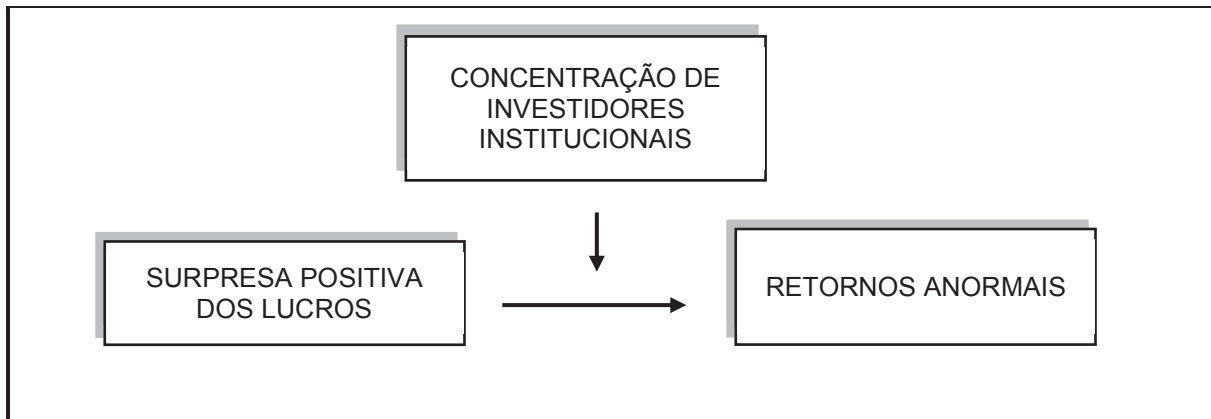 CONCENTRAÇÃO DE
INVESTIDORES
INSTITUCIONAIS
SURPRESA POSITIVA
DOS LUCROS
RETORNOS ANORMAIS